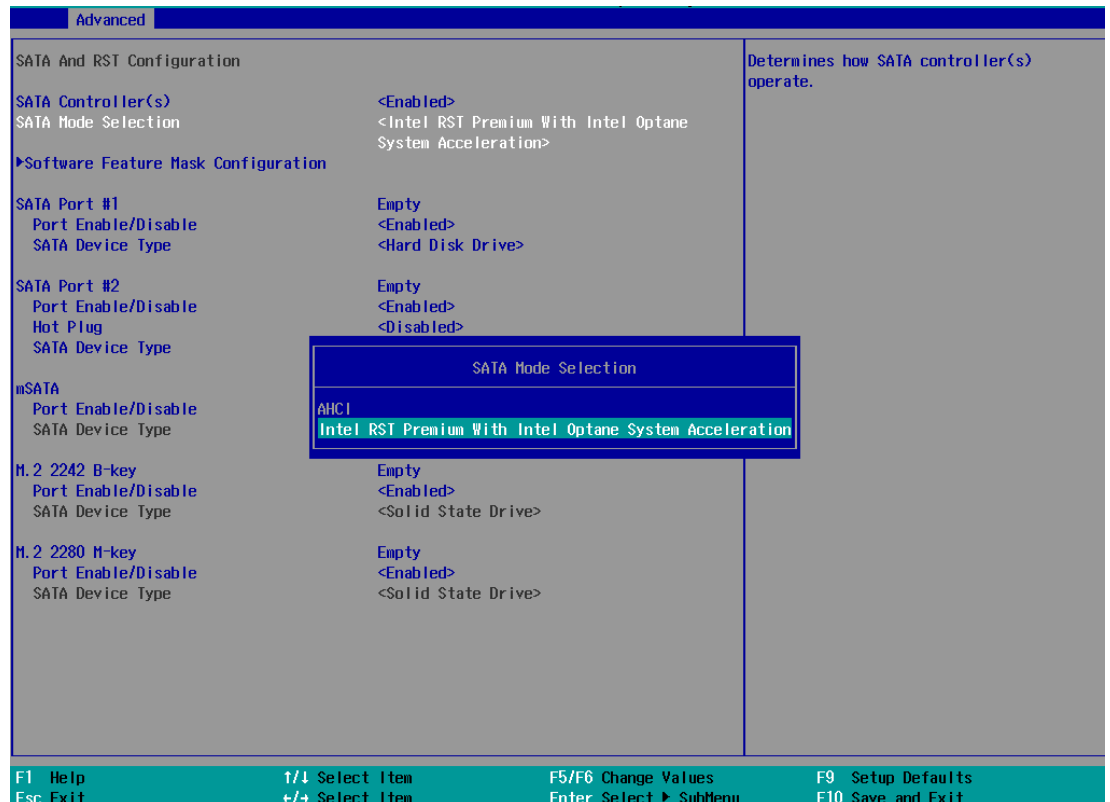 Advanced
SATA And RST Configuration
Determines how SATA controller(s)
operate.
SATA Controller(s) <Enabled>
SATA Mode Selection <Intel RST Premium With Intel Optane
System Acceleration>
▶Software Feature Mask Configuration
SATA Port #1 Empty
Port Enable/Disable <Enabled>
SATA Device Type <Hard Disk Drive>
SATA Port #2 Empty
Port Enable/Disable <Enabled>
Hot Plug <Disabled>
SATA Device Type
mSATA
Port Enable/Disable
SATA Device Type
SATA Mode Selection
AHCI
Intel RST Premium With Intel Optane System Acceleration
M.2 2242 B-key Empty
Port Enable/Disable <Enabled>
SATA Device Type <Solid State Drive>
M.2 2280 M-key Empty
Port Enable/Disable <Enabled>
SATA Device Type <Solid State Drive>
F1 Help ↑/↓ Select Item F5/F6 Change Values F9 Setup Defaults
Esc Exit ←/→ Select Item Enter Select ▶ SubMenu F10 Save and Exit